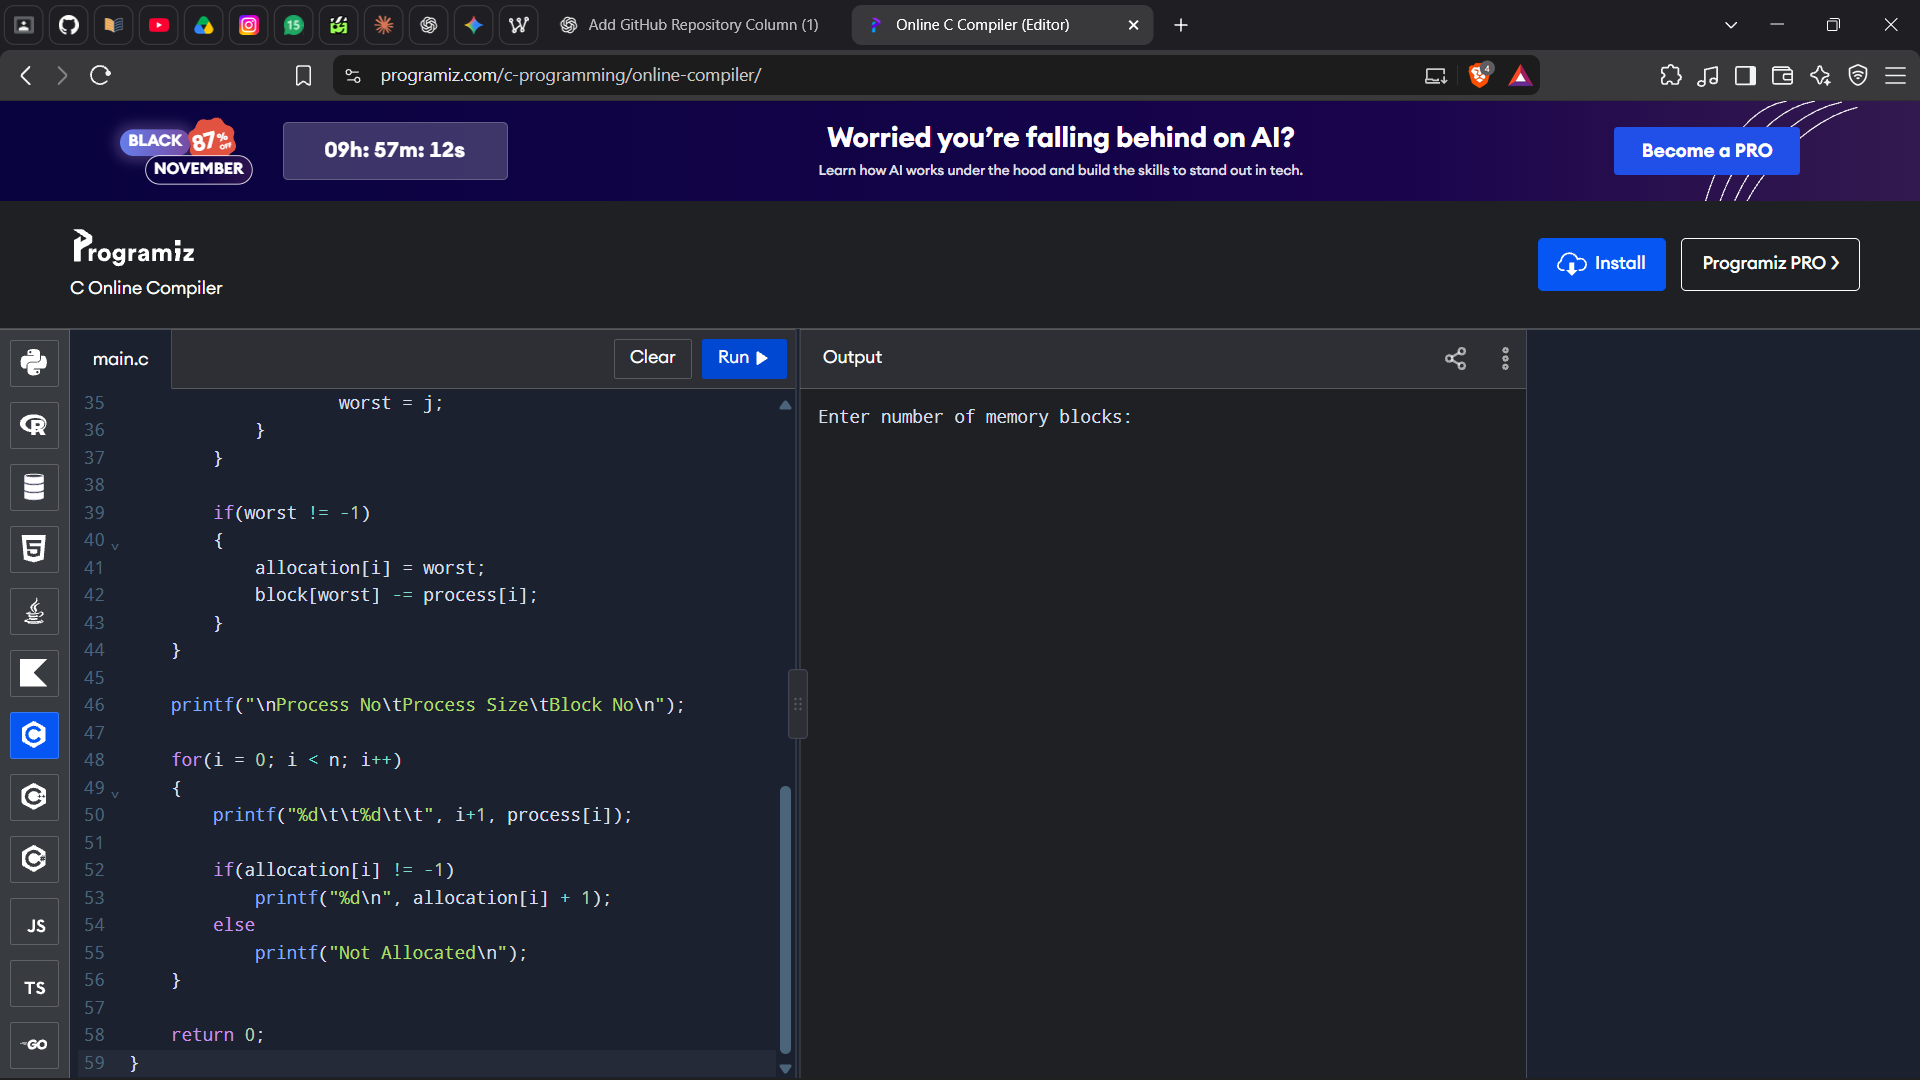 15
Add GitHub Repository Column (1)
Online C Compiler (Editor)
programiz.com/c-programming/online-compiler/
4
BLACK
87% OFF
NOVEMBER
09h: 57m: 12s
Worried you’re falling behind on AI?
Learn how AI works under the hood and build the skills to stand out in tech.
Become a PRO
Programiz
C Online Compiler
Install
Programiz PRO >
main.c
Clear
Run
Output
Enter number of memory blocks:
35 worst = j;
36 }
37 }
38
39 if(worst != -1)
40 {
41 allocation[i] = worst;
42 block[worst] -= process[i];
43 }
44 }
45
46 printf("\nProcess No\tProcess Size\tBlock No\n");
47
48 for(i = 0; i < n; i++)
49 {
50 printf("%d\t\t%d\t\t", i+1, process[i]);
51
52 if(allocation[i] != -1)
53 printf("%d\n", allocation[i] + 1);
54 else
55 printf("Not Allocated\n");
56 }
57
58 return 0;
59 }
JS
TS
GO